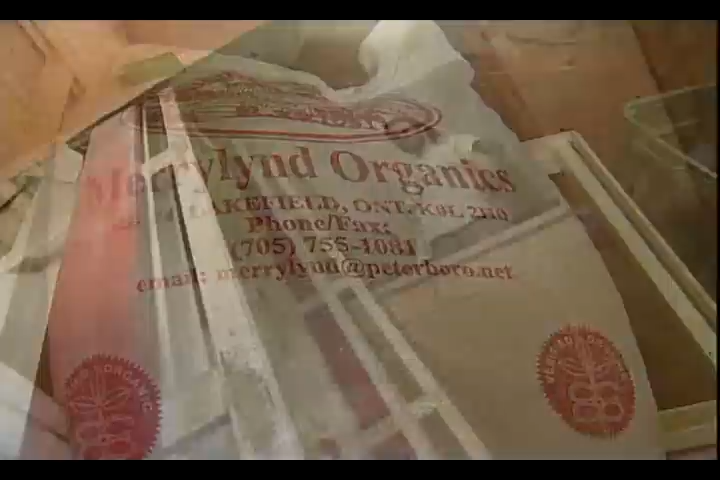 Merrylynd Organics
LAKEFIELD, ONT. K0L 2H0
Phone/Fax:
(705) 755-1081
email: merrylynd@peterboro.net